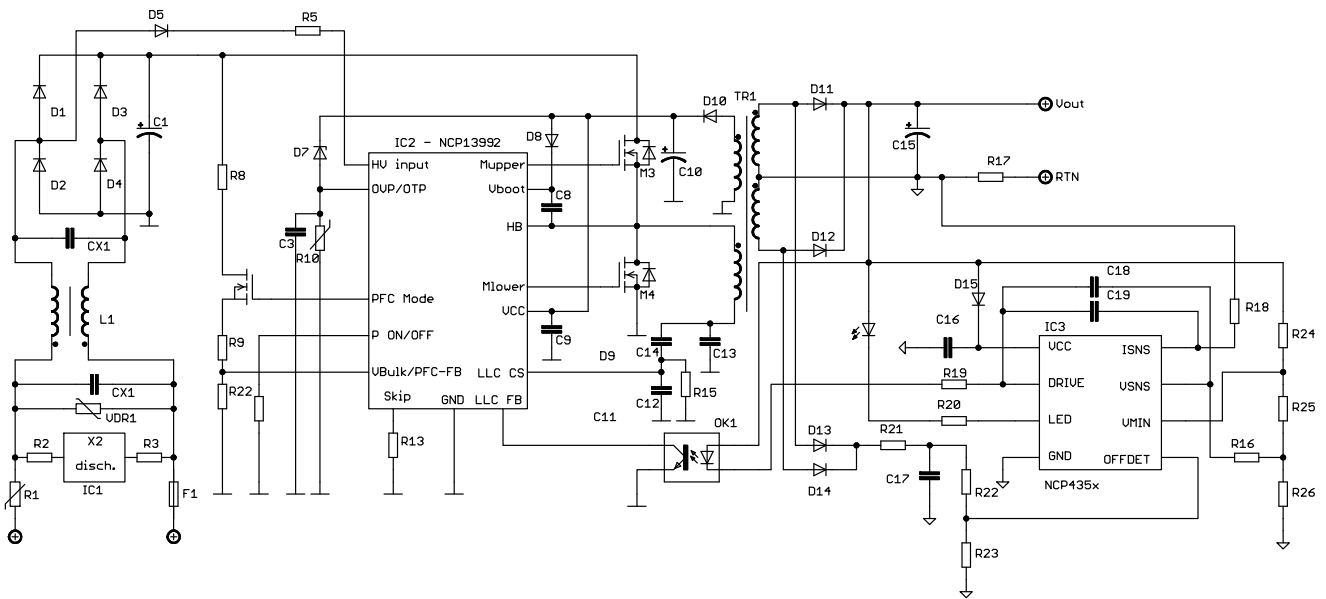 D5
R5
D1
D3
C1
D2
D4
CX1
L1
CX1
VDR1
R2
X2
disch.
R3
IC1
R1
F1
R8
R9
R22
D7
C3
R10
IC2 - NCP13992
HV input
OVP/OTP
PFC Mode
P ON/OFF
VBulk/PFC-FB
Skip
GND
LLC FB
Mupper
Vboot
HB
Mlower
VCC
LLC CS
R13
D8
C8
C9
M3
M4
C10
D10
TR1
D9
C14
C13
C12
R15
C11
OK1
D11
D12
C15
Vout
R17
RTN
D15
C16
C18
C19
R18
IC3
VCC
DRIVE
LED
GND
ISNS
VSNS
VMIN
OFFDET
NCP435x
R19
R20
R21
D13
D14
C17
R22
R23
R16
R24
R25
R26